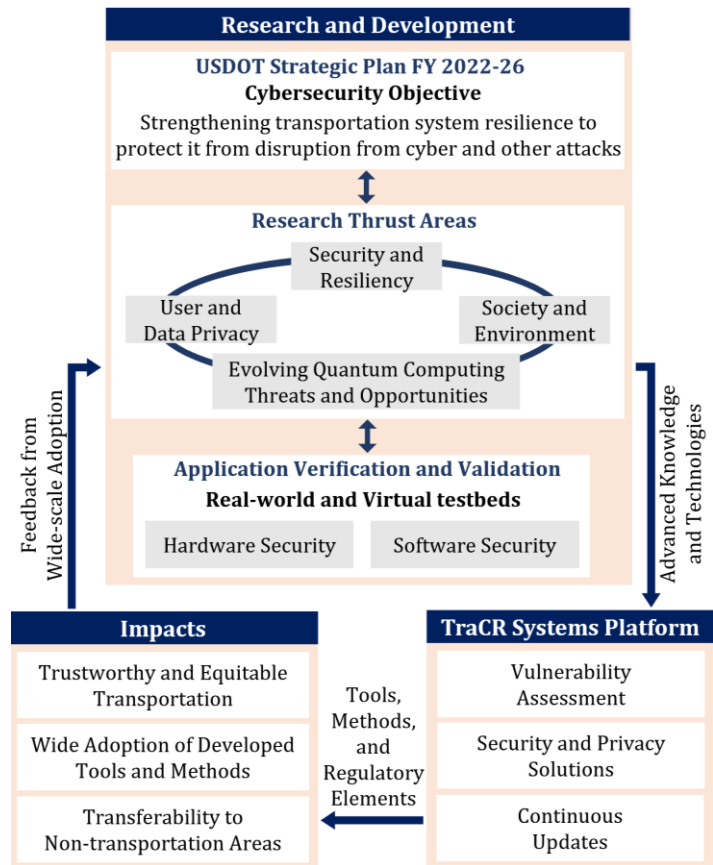 Research and Development
USDOT Strategic Plan FY 2022-26
Cybersecurity Objective
Strengthening transportation system resilience to
protect it from disruption from cyber and other attacks
Research Thrust Areas
Security and
Resiliency
User and
Data Privacy
Society and
Environment
Evolving Quantum Computing
Threats and Opportunities
Application Verification and Validation
Real-world and Virtual testbeds
Hardware Security
Software Security
Feedback from
Wide-scale Adoption
Advanced Knowledge
and Technologies
Impacts
Trustworthy and Equitable
Transportation
Wide Adoption of Developed
Tools and Methods
Transferability to
Non-transportation Areas
Tools,
Methods,
and
Regulatory
Elements
TraCR Systems Platform
Vulnerability
Assessment
Security and Privacy
Solutions
Continuous
Updates